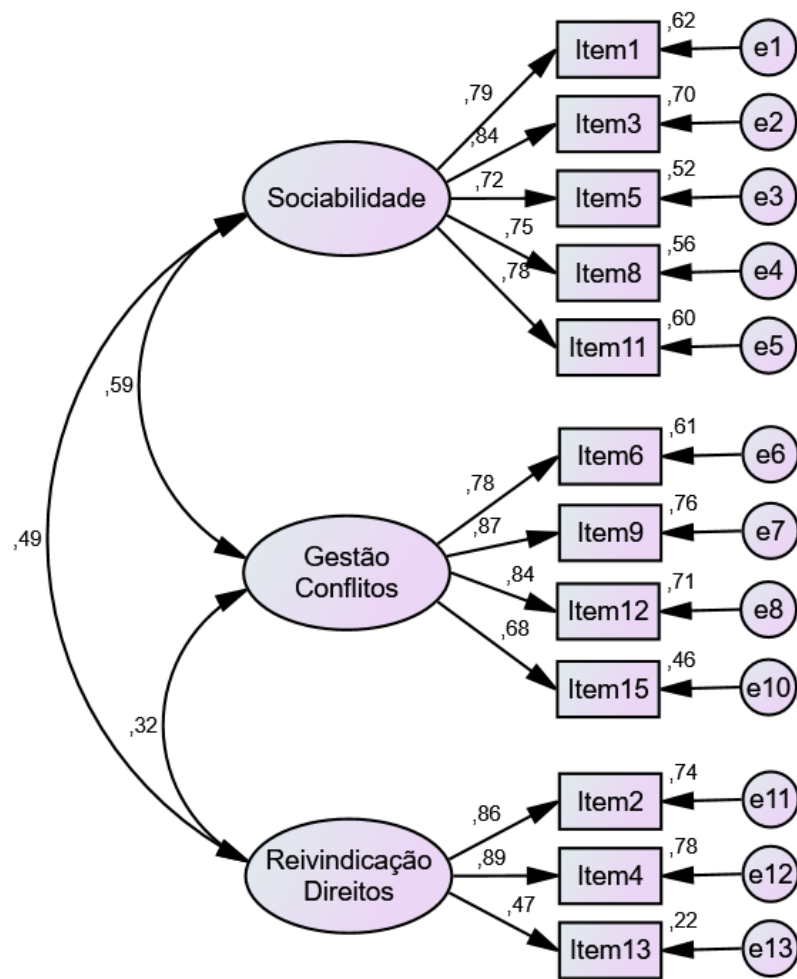 ,62
Item1
e1
,79
,70
Item3
e2
,84
,52
Item5
e3
,72
Sociabilidade
,75
,56
Item8
e4
,78
,60
Item11
e5
,59
,61
Item6
e6
,78
,76
Item9
e7
,87
,49
Gestão
Conflitos
,84
,71
Item12
e8
,68
,46
Item15
e10
,32
,74
Item2
e11
,86
,78
Item4
e12
,89
Reivindicação
Direitos
,47
,22
Item13
e13